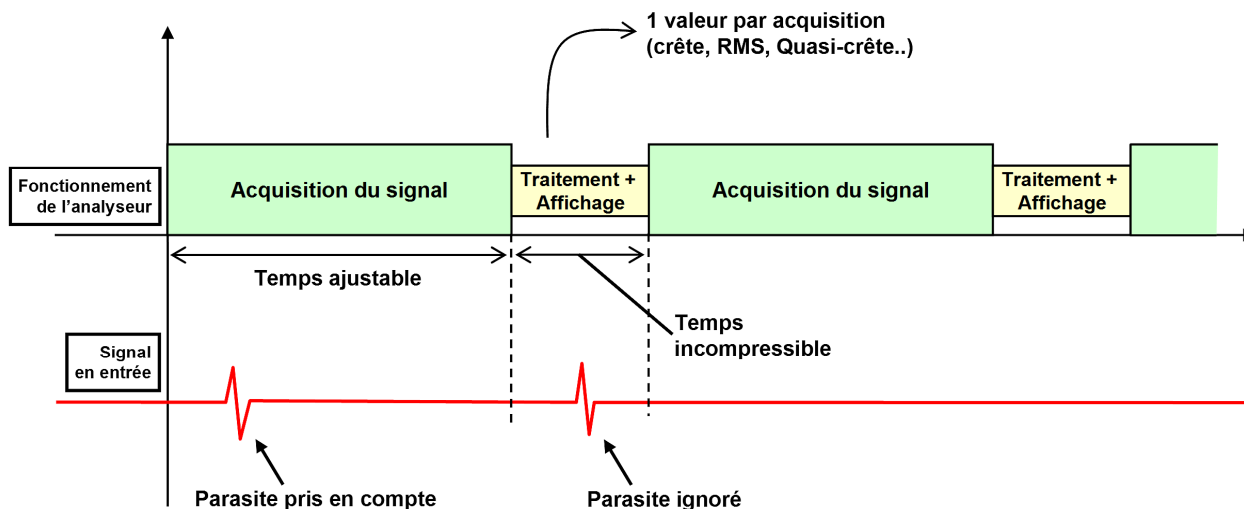 1 valeur par acquisition
(crête, RMS, Quasi-crête..)
Fonctionnement
de l'analyseur
Acquisition du signal
Traitement +
Affichage
Acquisition du signal
Traitement +
Affichage
Temps ajustable
Temps
incompressible
Signal
en entrée
Parasite pris en compte
Parasite ignoré